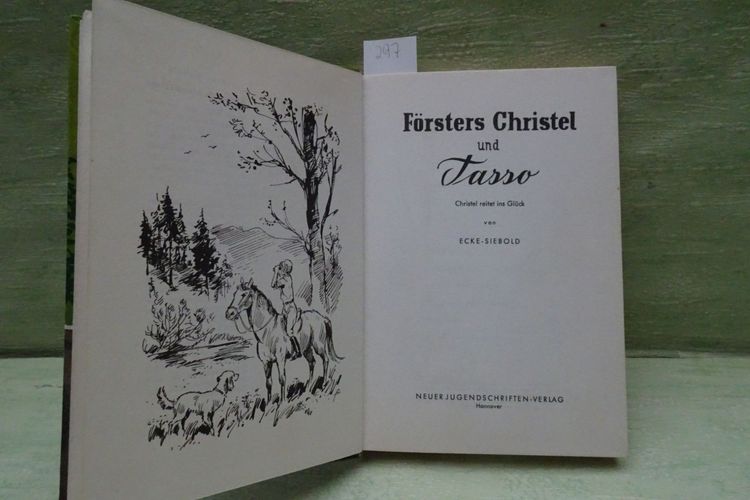 297
Försters Christel
und
Tasso
Christel reitet ins Glück
von
ECKE-SIEBOLD
NEUER JUGENDSCHRIFTEN-VERLAG
Hannover